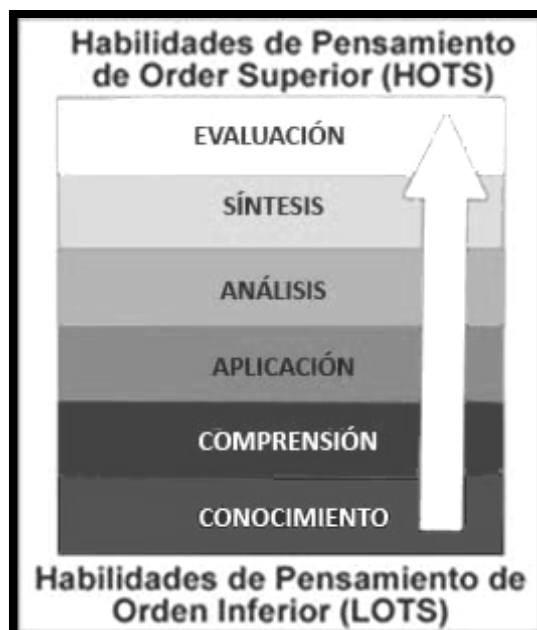 Habilidades de Pensamiento
de Order Superior (HOTS)
EVALUACIÓN
SÍNTESIS
ANÁLISIS
APLICACIÓN
COMPRENSIÓN
CONOCIMIENTO
Habilidades de Pensamiento de
Orden Inferior (LOTS)